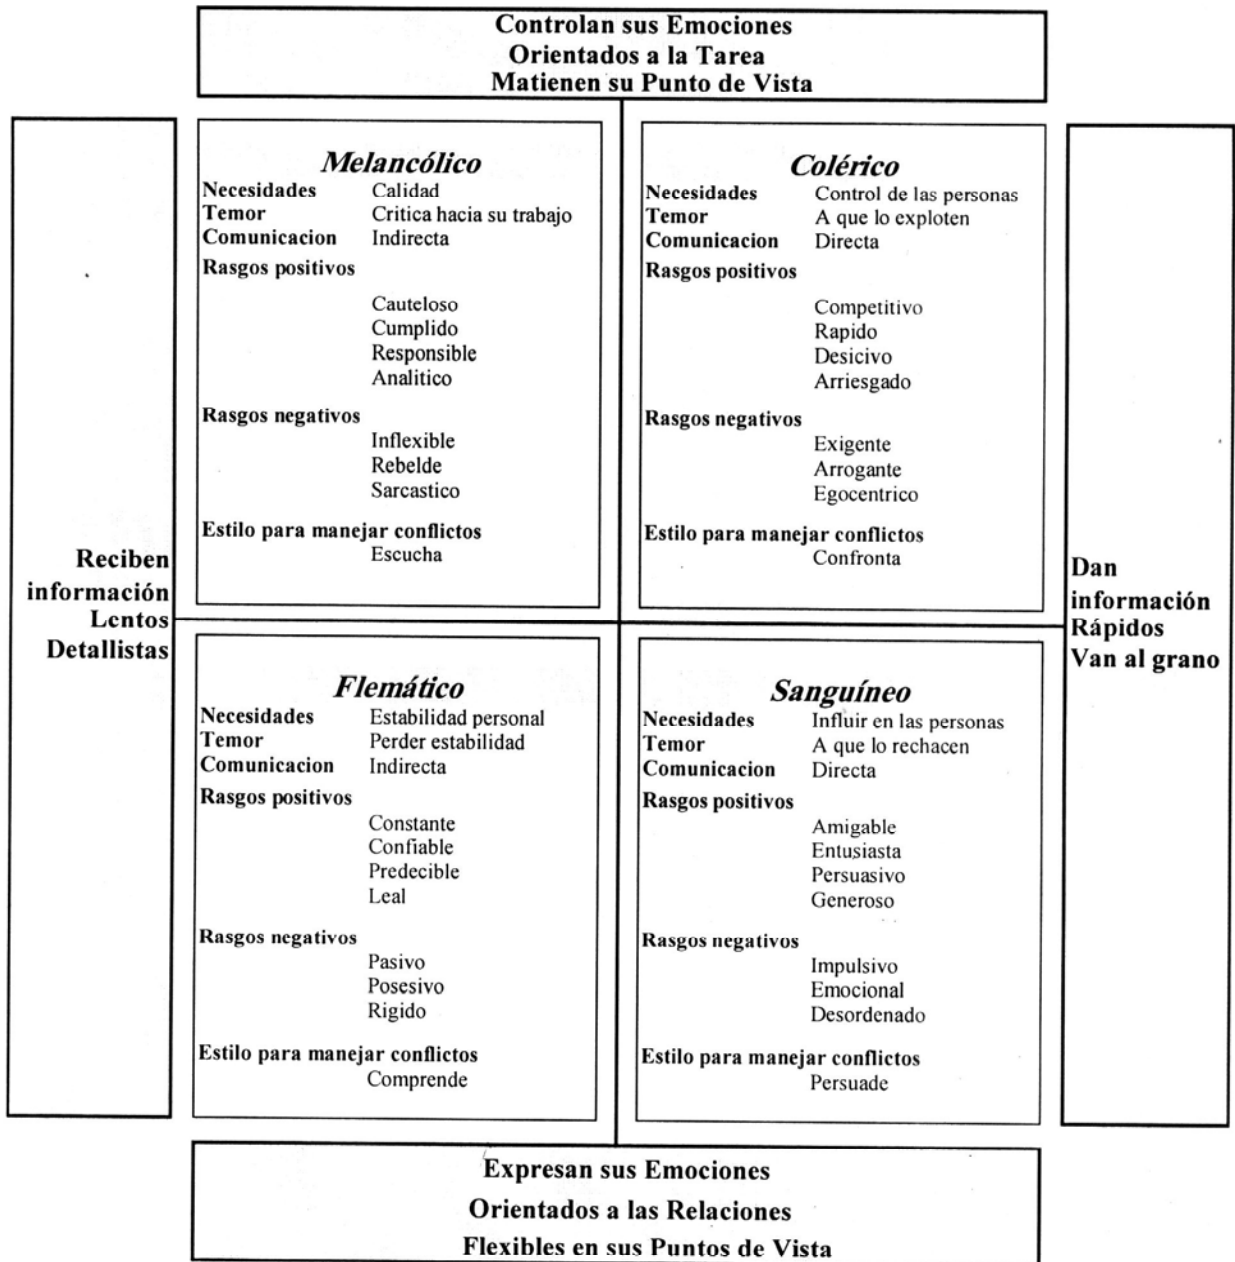 Controlan sus Emociones
Orientados a la Tarea
Matienen su Punto de Vista
Reciben
información
Lentos
Detallistas
Melancólico
Necesidades Calidad
Temor Critica hacia su trabajo
Comunicacion Indirecta
Rasgos positivos
Cauteloso
Cumplido
Responsible
Analitico
Rasgos negativos
Inflexible
Rebelde
Sarcastico
Estilo para manejar conflictos
Escucha
Colérico
Necesidades Control de las personas
Temor A que lo exploten
Comunicacion Directa
Rasgos positivos
Competitivo
Rapido
Desicivo
Arriesgado
Rasgos negativos
Exigente
Arrogante
Egocentrico
Estilo para manejar conflictos
Confronta
Dan
información
Rápidos
Van al grano
Flemático
Necesidades Estabilidad personal
Temor Perder estabilidad
Comunicacion Indirecta
Rasgos positivos
Constante
Confiable
Predecible
Leal
Rasgos negativos
Pasivo
Posesivo
Rigido
Estilo para manejar conflictos
Comprende
Sanguíneo
Necesidades Influir en las personas
Temor A que lo rechacen
Comunicacion Directa
Rasgos positivos
Amigable
Entusiasta
Persuasivo
Generoso
Rasgos negativos
Impulsivo
Emocional
Desordenado
Estilo para manejar conflictos
Persuade
Expresan sus Emociones
Orientados a las Relaciones
Flexibles en sus Puntos de Vista